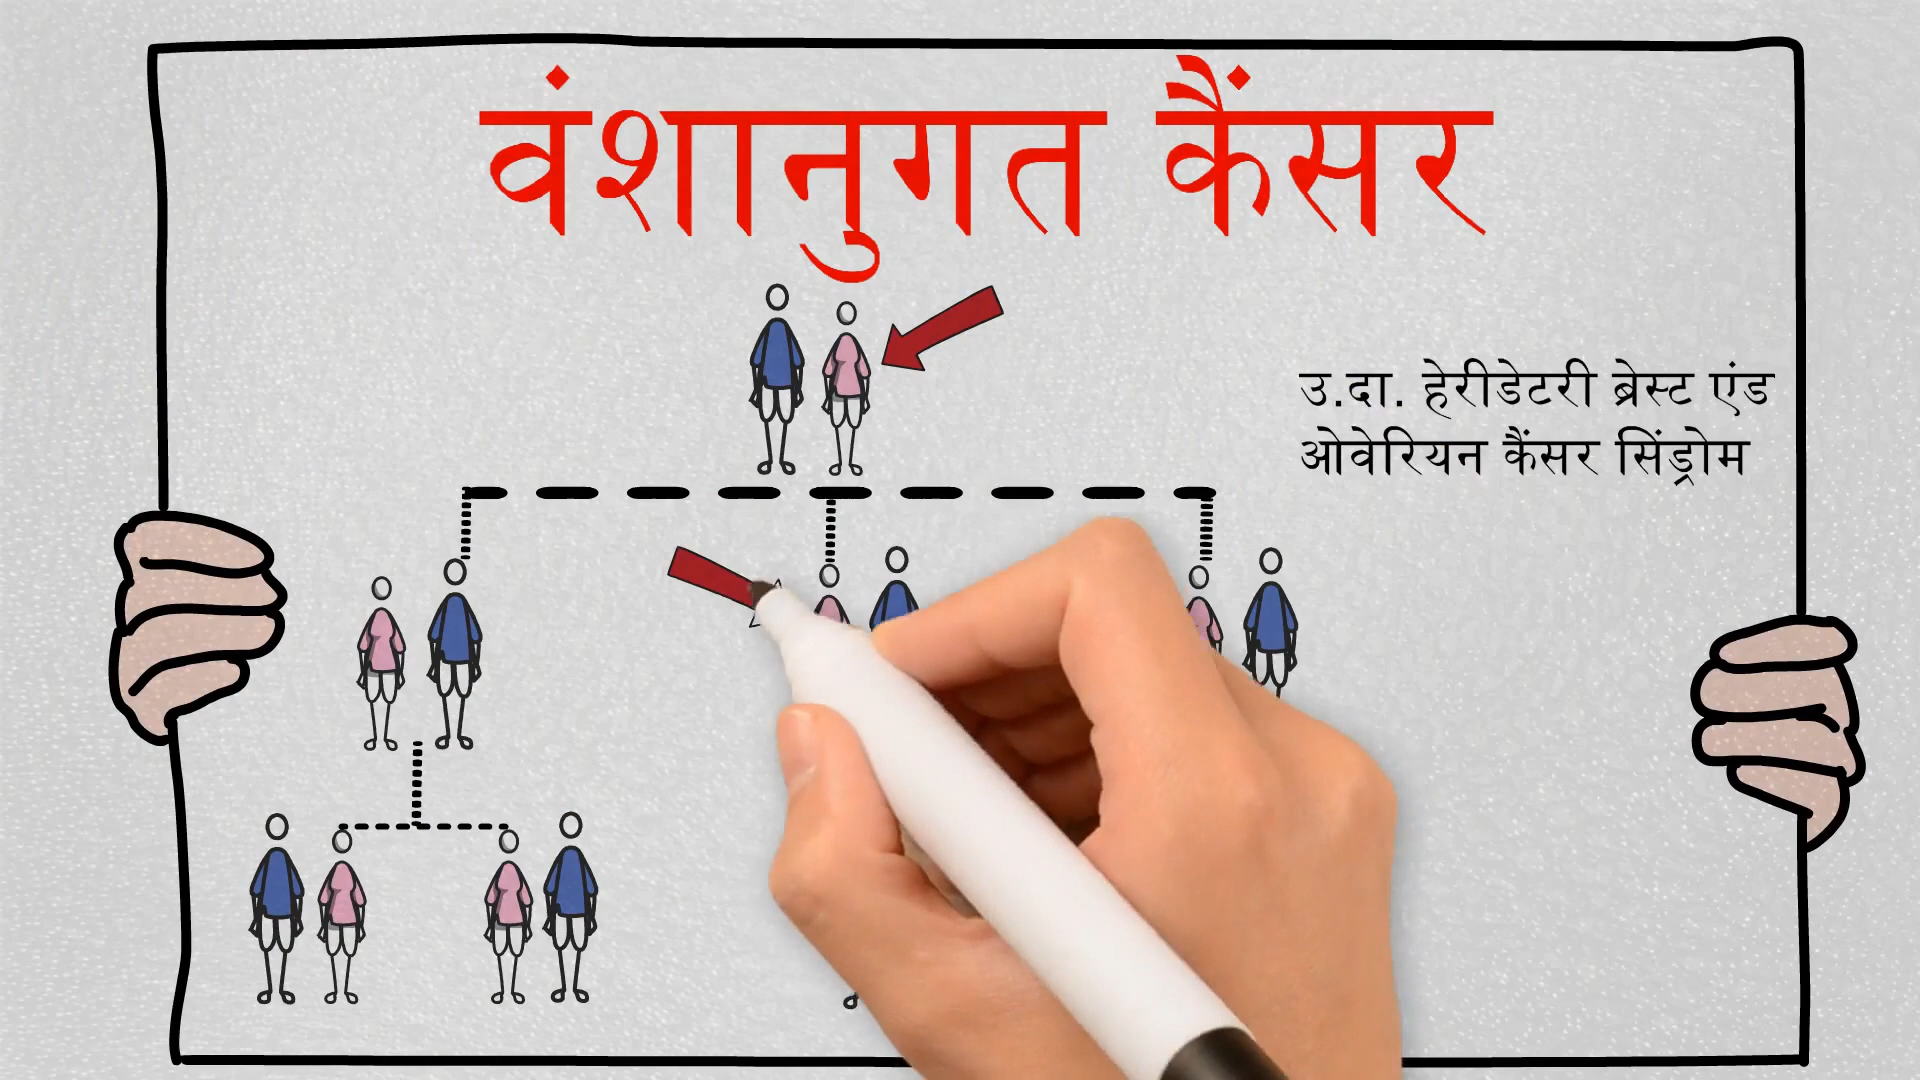 वंशानुगत कैंसर
उ.दा. हेरीडेटरी ब्रेस्ट एंड
ओवेरियन कैंसर सिंड्रोम